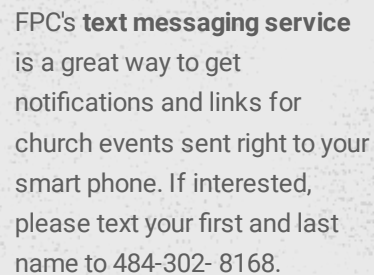 FPC's text messaging service
is a great way to get
notifications and links for
church events sent right to your
smart phone. If interested,
please text your first and last
name to 484-302- 8168.